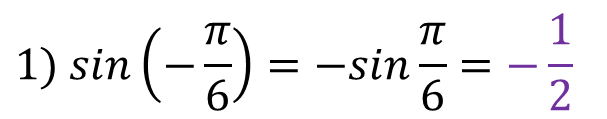 1) sin(−π/6) = −sin π/6 = −1/2